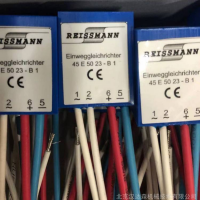 REISSMANN
Einweggleichrichter
45 E 50 23 - B 1
CE
1 2 6 5
+
REISSMANN
Einweggleichrichter
45 E 50 23 - B 1
CE
1 2 6 5
+
REISSMANN
Einweggleichrichter
45 E 50 23 - B 1
CE
1 2 6 5
+